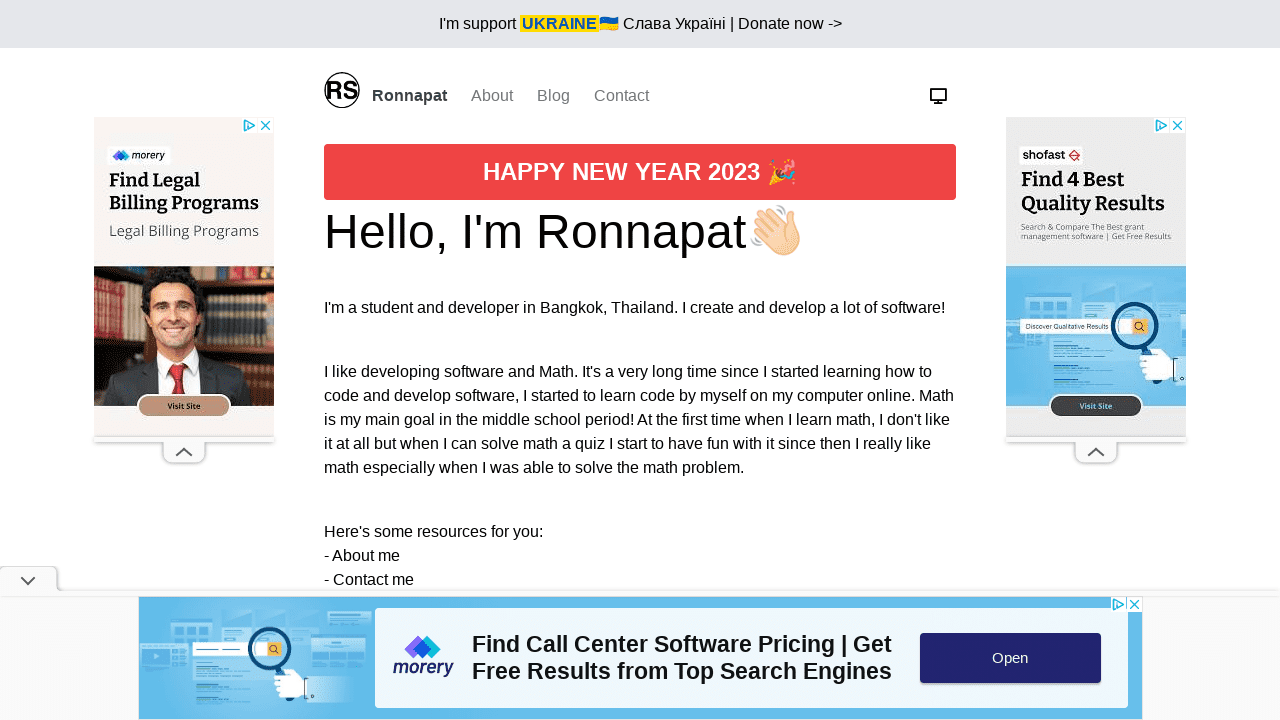 I'm support UKRAINE🇺🇦 Слава Україні | Donate now ->
RS
Ronnapat
About
Blog
Contact
morery
Find Legal
Billing Programs
Legal Billing Programs
Visit Site
HAPPY NEW YEAR 2023 🎉
Hello, I'm Ronnapat👋🏻
I'm a student and developer in Bangkok, Thailand. I create and develop a lot of software!
I like developing software and Math. It's a very long time since I started learning how to
code and develop software, I started to learn code by myself on my computer online. Math
is my main goal in the middle school period! At the first time when I learn math, I don't like
it at all but when I can solve math a quiz I start to have fun with it since then I really like
math especially when I was able to solve the math problem.
Here's some resources for you:
- About me
- Contact me
shofast
Find 4 Best
Quality Results
Search & Compare The Best grant
management software | Get Free Results
Discover Qualitative Results
Visit Site
morery
Find Call Center Software Pricing | Get
Free Results from Top Search Engines
Open